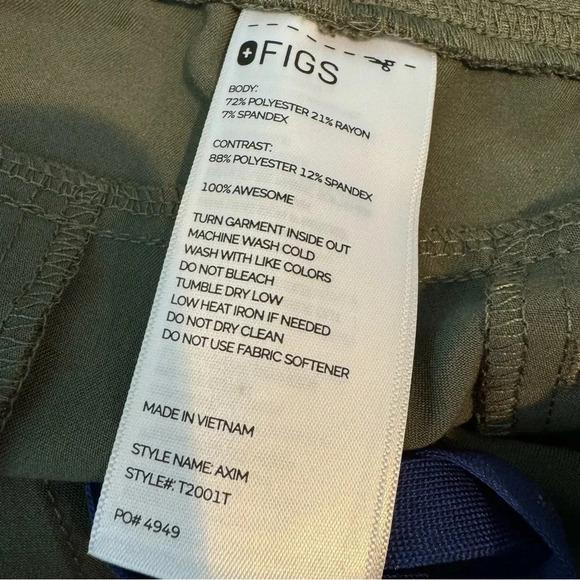 FIGS
BODY:
72% POLYESTER 21% RAYON
7% SPANDEX
CONTRAST:
88% POLYESTER 12% SPANDEX
100% AWESOME
TURN GARMENT INSIDE OUT
MACHINE WASH COLD
WASH WITH LIKE COLORS
DO NOT BLEACH
TUMBLE DRY LOW
LOW HEAT IRON IF NEEDED
DO NOT DRY CLEAN
DO NOT USE FABRIC SOFTENER
MADE IN VIETNAM
STYLE NAME: AXIM
STYLE#: T2001T
PO# 4949